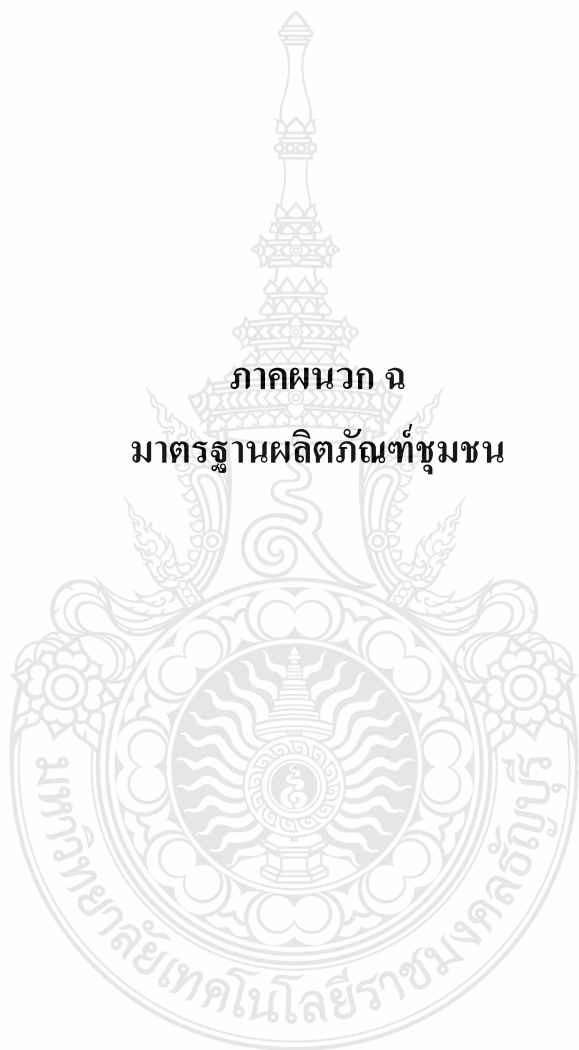 ภาคผนวก ฉ
มาตรฐานผลิตภัณฑ์ชุมชน
มหาวิทยาลัยเทคโนโลยีราชมงคลธัญบุรี